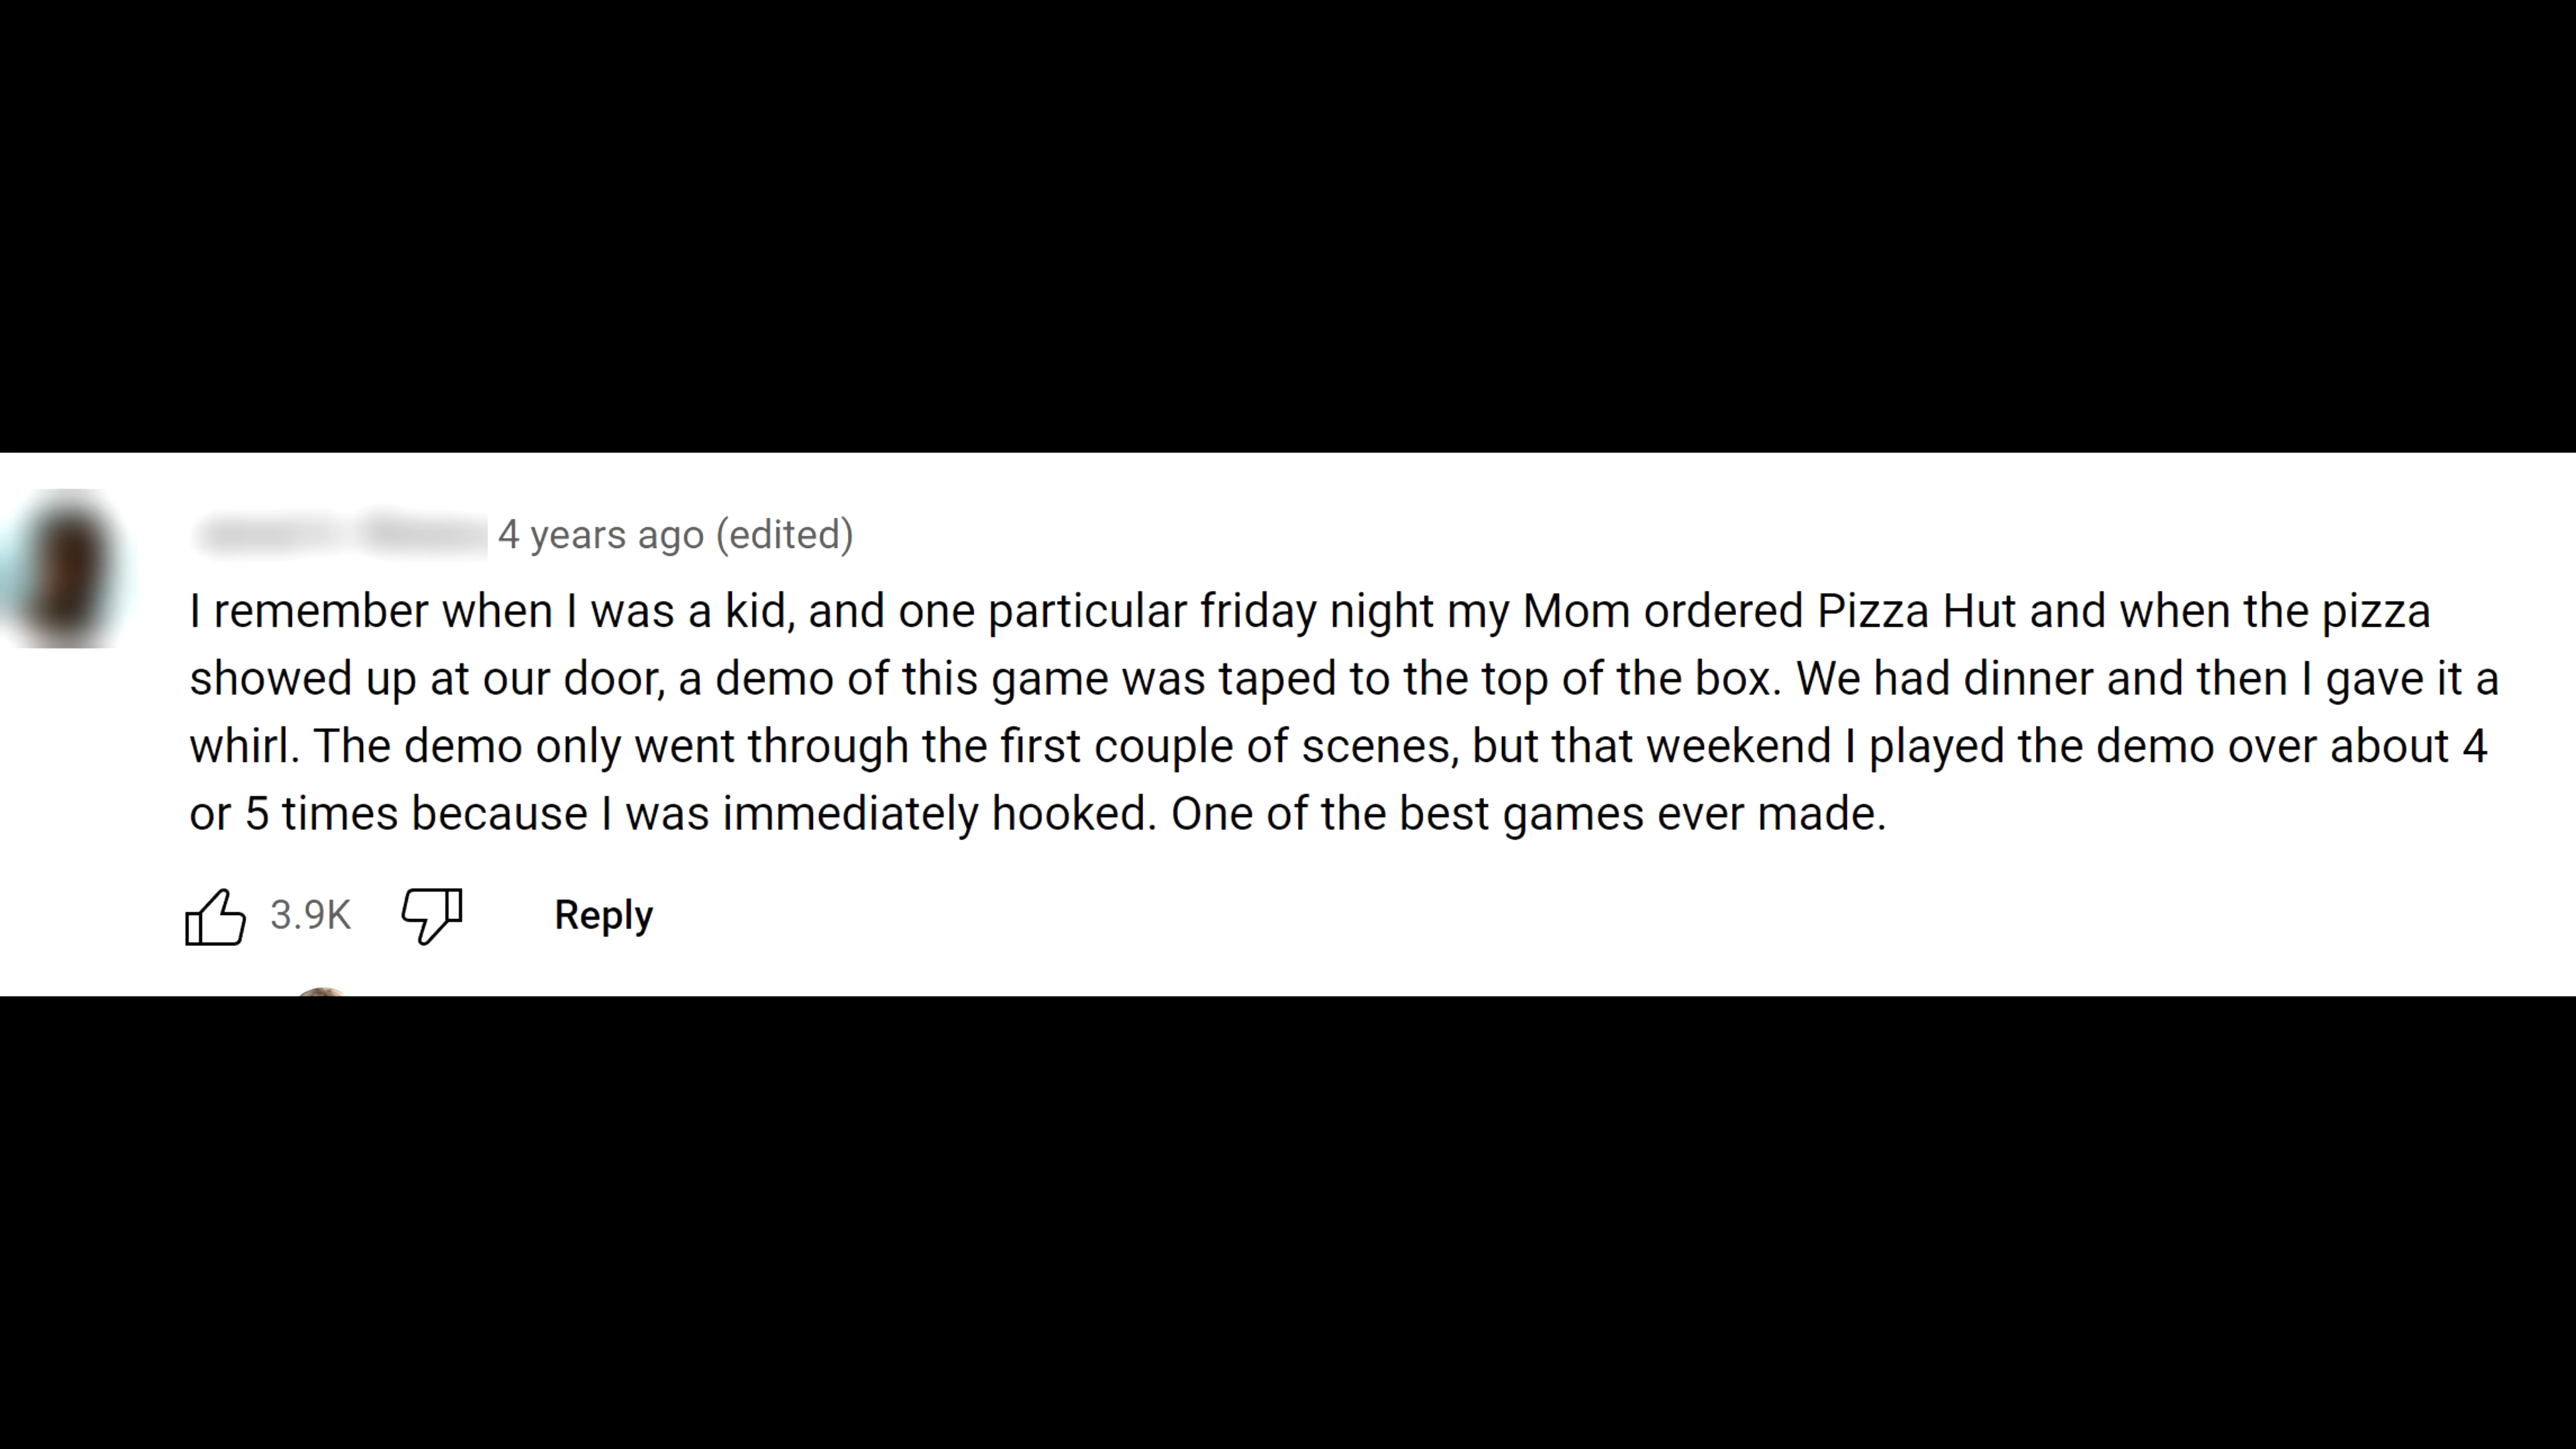 4 years ago (edited)
I remember when I was a kid, and one particular friday night my Mom ordered Pizza Hut and when the pizza
showed up at our door, a demo of this game was taped to the top of the box. We had dinner and then I gave it a
whirl. The demo only went through the first couple of scenes, but that weekend I played the demo over about 4
or 5 times because I was immediately hooked. One of the best games ever made.
3.9K Reply